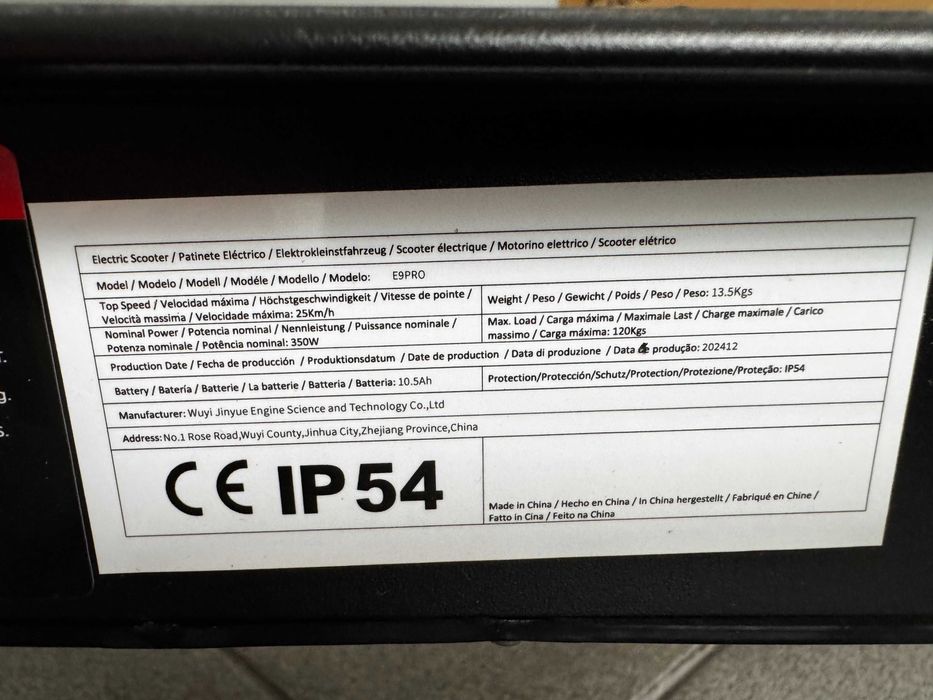 Electric Scooter / Patinete Eléctrico / Elektrokleinstfahrzeug / Scooter électrique / Motorino elettrico / Scooter elétrico
Model / Modelo / Modell / Modéle / Modello / Modelo: E9PRO
Top Speed / Velocidad máxima / Höchstgeschwindigkeit / Vitesse de pointe /
Velocità massima / Velocidade máxima: 25Km/h
Weight / Peso / Gewicht / Poids / Peso / Peso: 13.5Kgs
Nominal Power / Potencia nominal / Nennleistung / Puissance nominale /
Potenza nominale / Potência nominal: 350W
Max. Load / Carga máxima / Maximale Last / Charge maximale / Carico
massimo / Carga máxima: 120Kgs
Production Date / Fecha de producción / Produktionsdatum / Date de production / Data di produzione / Data produção: 202412
Battery / Batería / Batterie / La batterie / Batteria / Bateria: 10.5Ah
Protection/Protección/Schutz/Protection/Protezione/Proteção: IP54
Manufacturer: Wuyi Jinyue Engine Science and Technology Co.,Ltd
Address: No.1 Rose Road,Wuyi County,Jinhua City,Zhejiang Province,China
CE IP54
Made in China / Hecho en China / In China hergestellt / Fabriqué en Chine /
Fatto in Cina / Feito na China